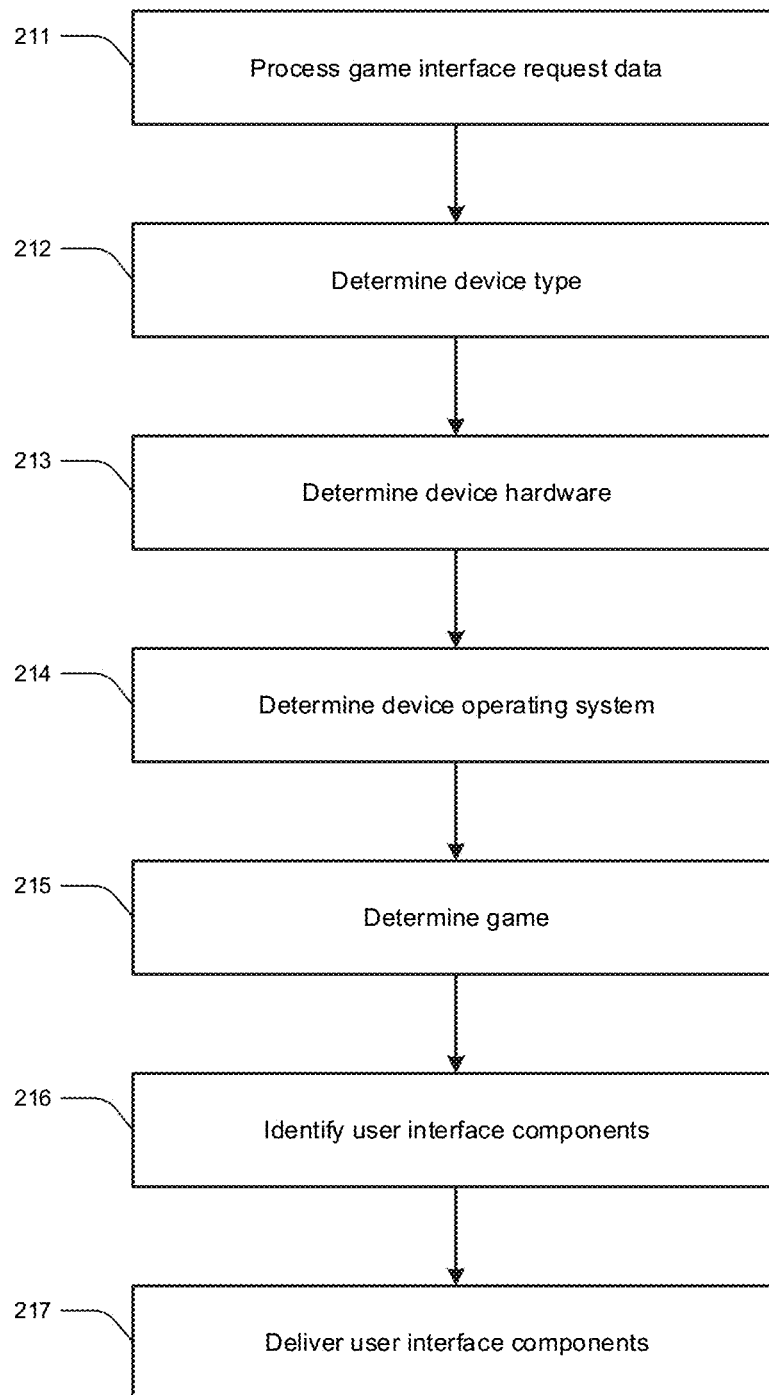 211
Process game interface request data
212
Determine device type
213
Determine device hardware
214
Determine device operating system
215
Determine game
216
Identify user interface components
217
Deliver user interface components